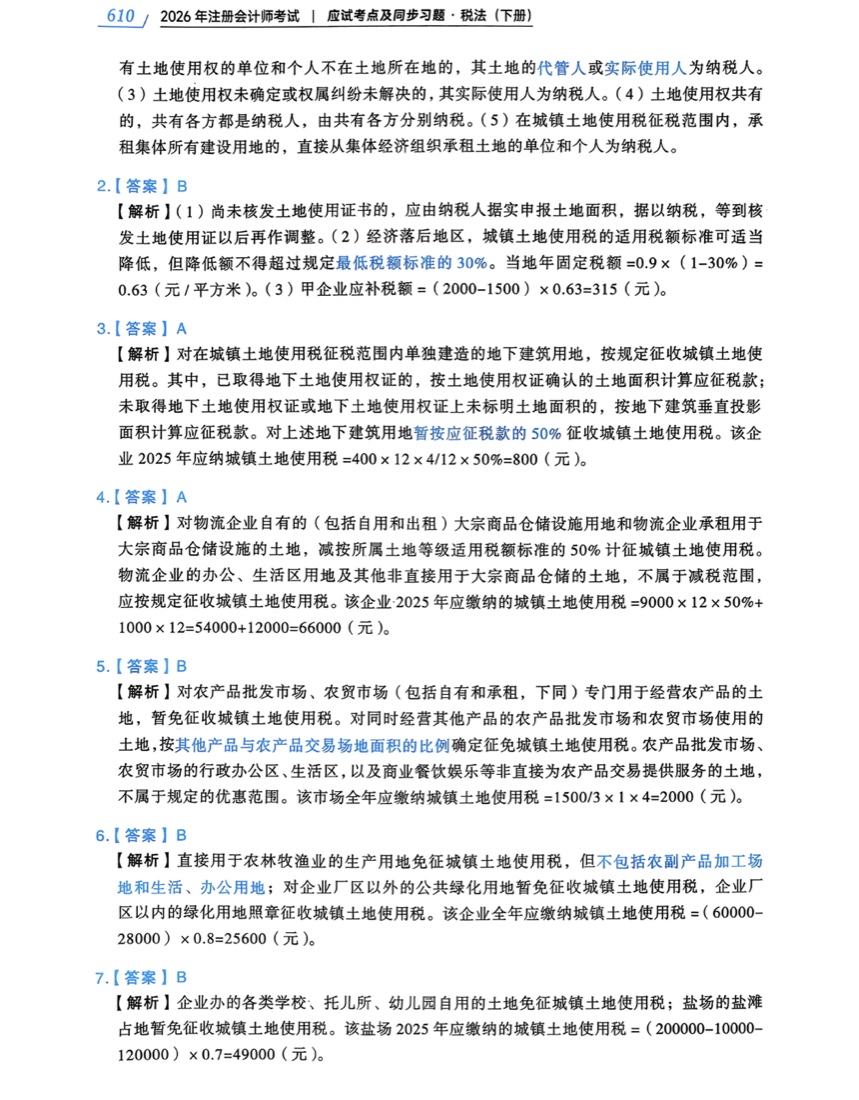 610 2026年注册会计师考试 | 应试考点及同步习题·税法（下册）
有土地使用权的单位和个人不在土地所在地的，其土地的代管人或实际使用人为纳税人。
（3）土地使用权未确定或权属纠纷未解决的，其实际使用人为纳税人。（4）土地使用权共有
的，共有各方都是纳税人，由共有各方分别纳税。（5）在城镇土地使用税征税范围内，承
租集体所有建设用地的，直接从集体经济组织承租土地的单位和个人为纳税人。
2.【答案】B
【解析】（1）尚未核发土地使用证书的，应由纳税人据实申报土地面积，据以纳税，等到核
发土地使用证以后再作调整。（2）经济落后地区，城镇土地使用税的适用税额标准可适当
降低，但降低额不得超过规定最低税额标准的30%。当地年固定税额=0.9×（1-30%）=
0.63（元/平方米）。（3）甲企业应补税额=（2000-1500）×0.63=315（元）。
3.【答案】A
【解析】对在城镇土地使用税征税范围内单独建造的地下建筑用地，按规定征收城镇土地使
用税。其中，已取得地下土地使用权证的，按土地使用权证确认的土地面积计算应征税款；
未取得地下土地使用权证或地下土地使用权证上未标明土地面积的，按地下建筑垂直投影
面积计算应征税款。对上述地下建筑用地暂按应征税款的50%征收城镇土地使用税。该企
业2025年应纳城镇土地使用税=400×12×4/12×50%=800（元）。
4.【答案】A
【解析】对物流企业自有的（包括自用和出租）大宗商品仓储设施用地和物流企业承租用于
大宗商品仓储设施的土地，减按所属土地等级适用税额标准的50%计征城镇土地使用税。
物流企业的办公、生活区用地及其他非直接用于大宗商品仓储的土地，不属于减税范围，
应按规定征收城镇土地使用税。该企业2025年应缴纳的城镇土地使用税=9000×12×50%+
1000×12=54000+12000=66000（元）。
5.【答案】B
【解析】对农产品批发市场、农贸市场（包括自有和承租，下同）专门用于经营农产品的土
地，暂免征收城镇土地使用税。对同时经营其他产品的农产品批发市场和农贸市场使用的
土地，按其他产品与农产品交易场地面积的比例确定征免城镇土地使用税。农产品批发市场、
农贸市场的行政办公区、生活区，以及商业餐饮娱乐等非直接为农产品交易提供服务的土地，
不属于规定的优惠范围。该市场全年应缴纳城镇土地使用税=1500/3×1×4=2000（元）。
6.【答案】B
【解析】直接用于农林牧渔业的生产用地免征城镇土地使用税，但不包括农副产品加工场
地和生活、办公用地；对企业厂区以外的公共绿化用地暂免征收城镇土地使用税，企业厂
区以内的绿化用地照章征收城镇土地使用税。该企业全年应缴纳城镇土地使用税=（60000-
28000）×0.8=25600（元）。
7.【答案】B
【解析】企业办的各类学校、托儿所、幼儿园自用的土地免征城镇土地使用税；盐场的盐滩
占地暂免征收城镇土地使用税。该盐场2025年应缴纳的城镇土地使用税=（200000-10000-
120000）×0.7=49000（元）。